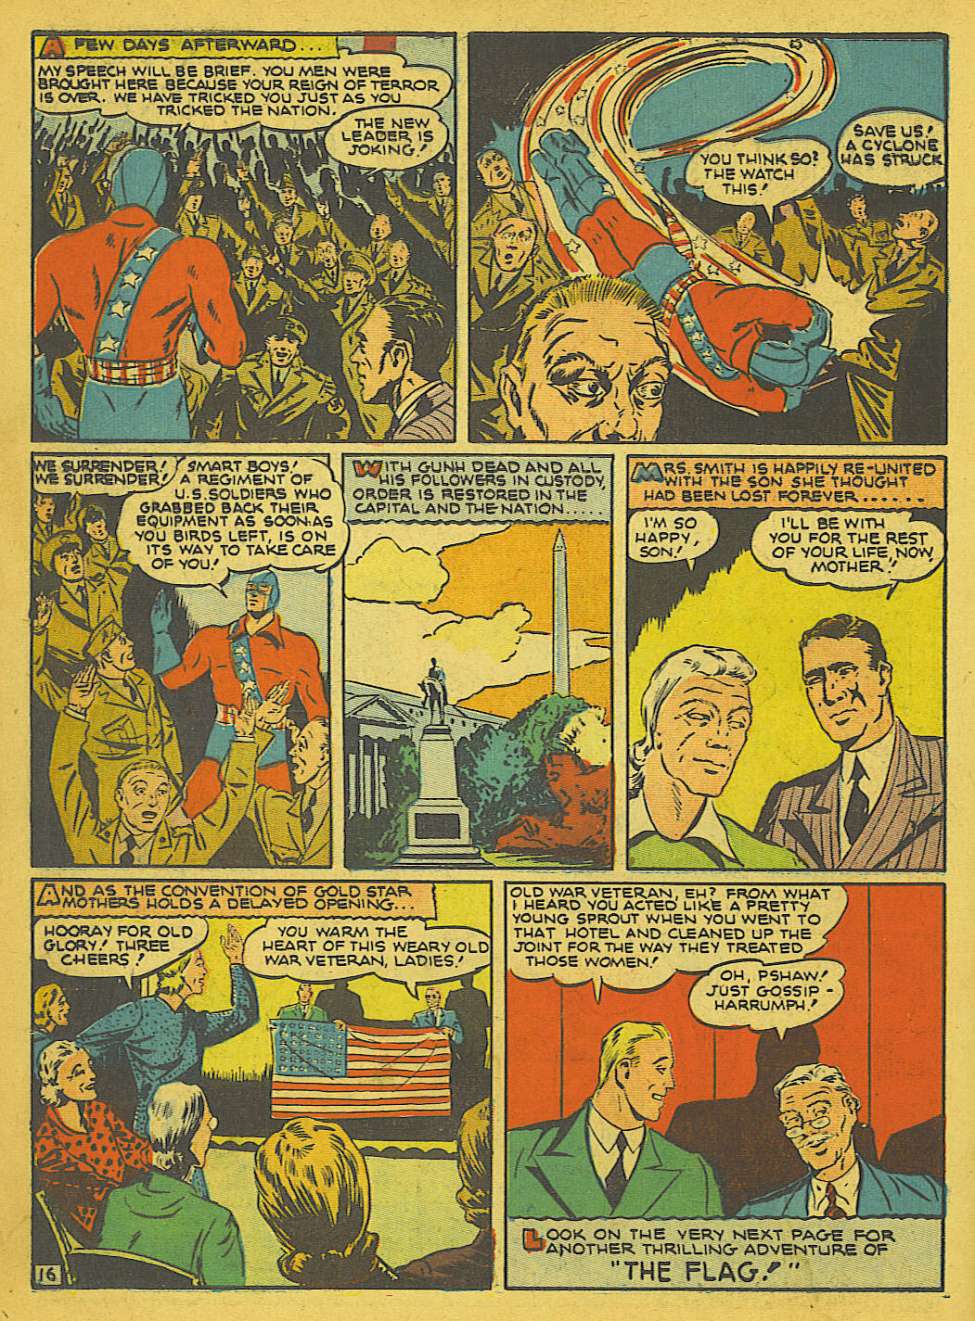 A FEW DAYS AFTERWARD...
MY SPEECH WILL BE BRIEF. YOU MEN WERE
BROUGHT HERE BECAUSE YOUR REIGN OF TERROR
IS OVER. WE HAVE TRICKED YOU JUST AS YOU
TRICKED THE NATION.
THE NEW
LEADER IS
JOKING!
YOU THINK SO?
THE WATCH
THIS!
SAVE US!
A CYCLONE
HAS STRUCK
WE SURRENDER!
WE SURRENDER!
SMART BOYS!
A REGIMENT OF
U.S. SOLDIERS WHO
GRABBED BACK THEIR
EQUIPMENT AS SOON AS
YOU BIRDS LEFT, IS ON
ITS WAY TO TAKE CARE
OF YOU!
WITH GUNH DEAD AND ALL
HIS FOLLOWERS IN CUSTODY,
ORDER IS RESTORED IN THE
CAPITAL AND THE NATION.....
MRS. SMITH IS HAPPILY RE-UNITED
WITH THE SON SHE THOUGHT
HAD BEEN LOST FOREVER......
I'M SO
HAPPY,
SON!
I'LL BE WITH
YOU FOR THE REST
OF YOUR LIFE, NOW,
MOTHER!
AND AS THE CONVENTION OF GOLD STAR
MOTHERS HOLDS A DELAYED OPENING...
HOORAY FOR OLD
GLORY! THREE
CHEERS!
YOU WARM THE
HEART OF THIS WEARY OLD
WAR VETERAN, LADIES!
OLD WAR VETERAN, EH? FROM WHAT
I HEARD YOU ACTED LIKE A PRETTY
YOUNG SPROUT WHEN YOU WENT TO
THAT HOTEL AND CLEANED UP THE
JOINT FOR THE WAY THEY TREATED
THOSE WOMEN!
OH, PSHAW!
JUST GOSSIP-
HARRUMPH!
LOOK ON THE VERY NEXT PAGE FOR
ANOTHER THRILLING ADVENTURE OF
"THE FLAG!"
16